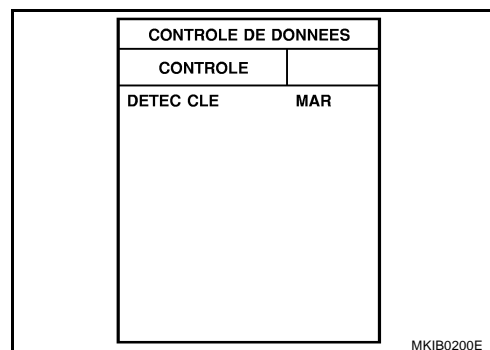 CONTROLE DE DONNEES
CONTROLE
DETEC CLE MAR
MKIB0200E